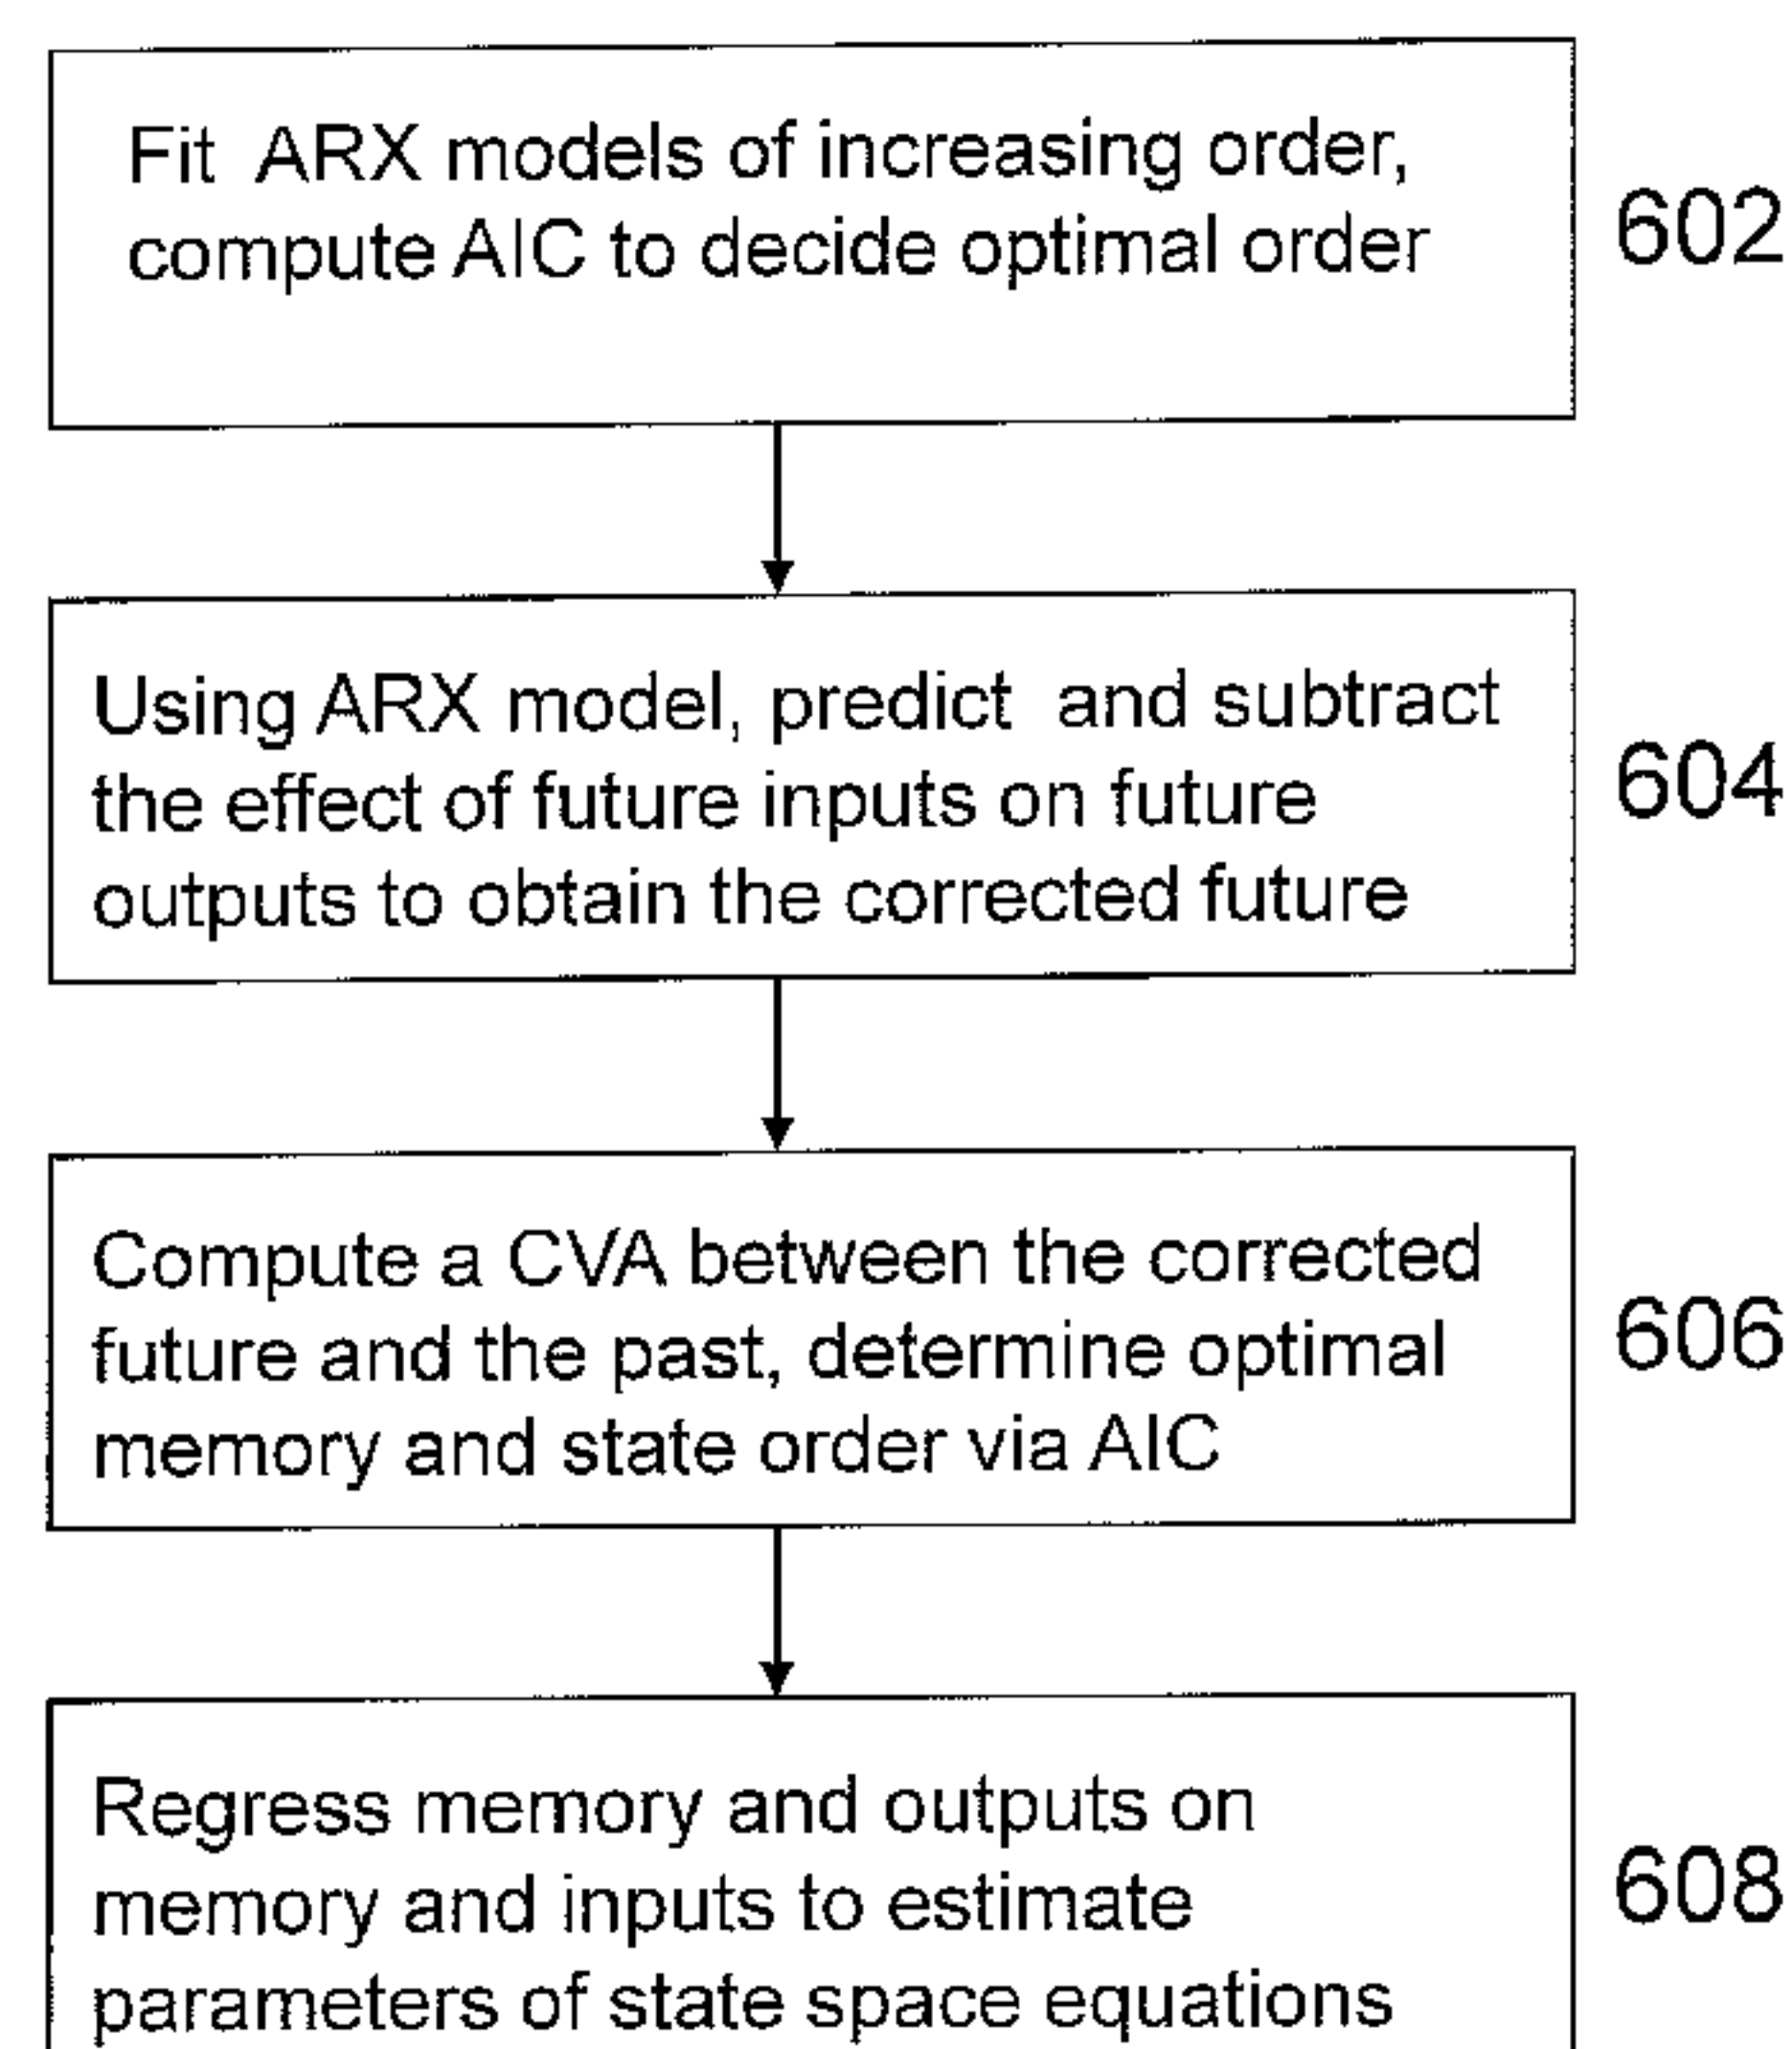 Fit ARX models of increasing order,
compute AIC to decide optimal order
602
Using ARX model, predict and subtract
the effect of future inputs on future
outputs to obtain the corrected future
604
Compute a CVA between the corrected
future and the past, determine optimal
memory and state order via AIC
606
Regress memory and outputs on
memory and inputs to estimate
parameters of state space equations
608